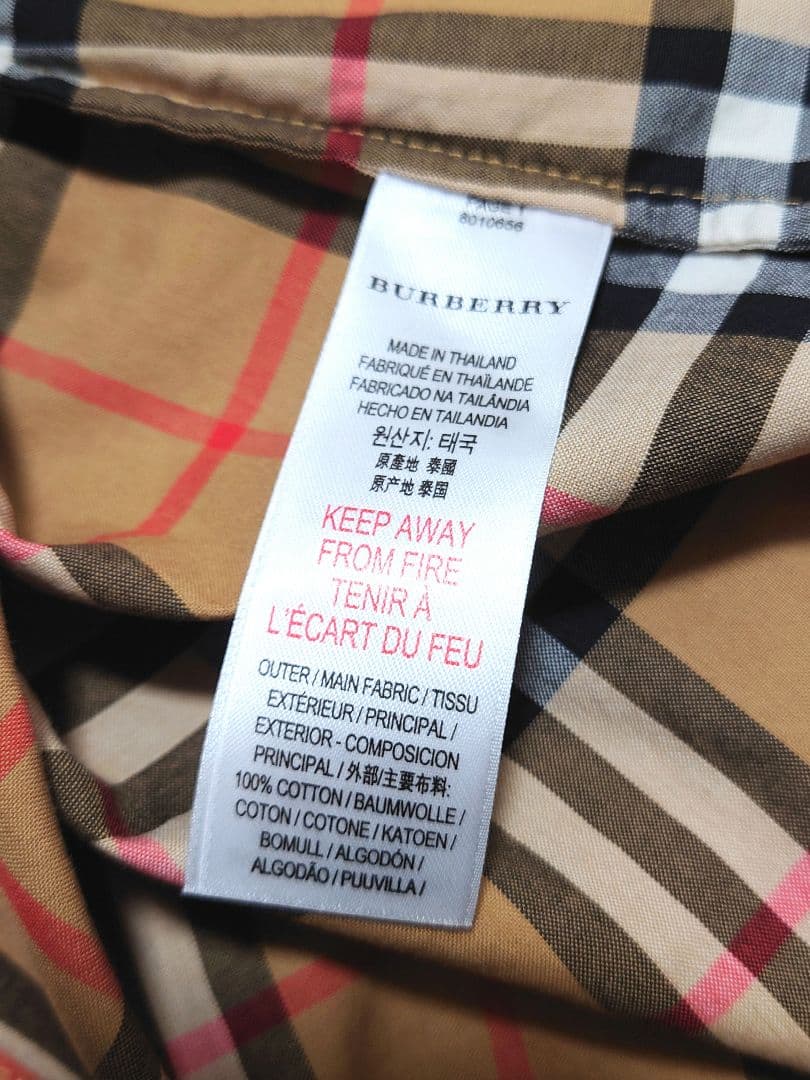 PAGE 1
8010656
BURBERRY
MADE IN THAILAND
FABRIQUÉ EN THAÏLANDE
FABRICADO NA TAILÂNDIA
HECHO EN TAILANDIA
원산지: 태국
原產地 泰國
原产地 泰国
KEEP AWAY
FROM FIRE
TENIR À
L'ÉCART DU FEU
OUTER / MAIN FABRIC / TISSU
EXTÉRIEUR / PRINCIPAL /
EXTERIOR - COMPOSICION
PRINCIPAL / 外部/主要布料:
100% COTTON / BAUMWOLLE /
COTON / COTONE / KATOEN /
BOMULL / ALGODÓN /
ALGODÃO / PUUVILLA /